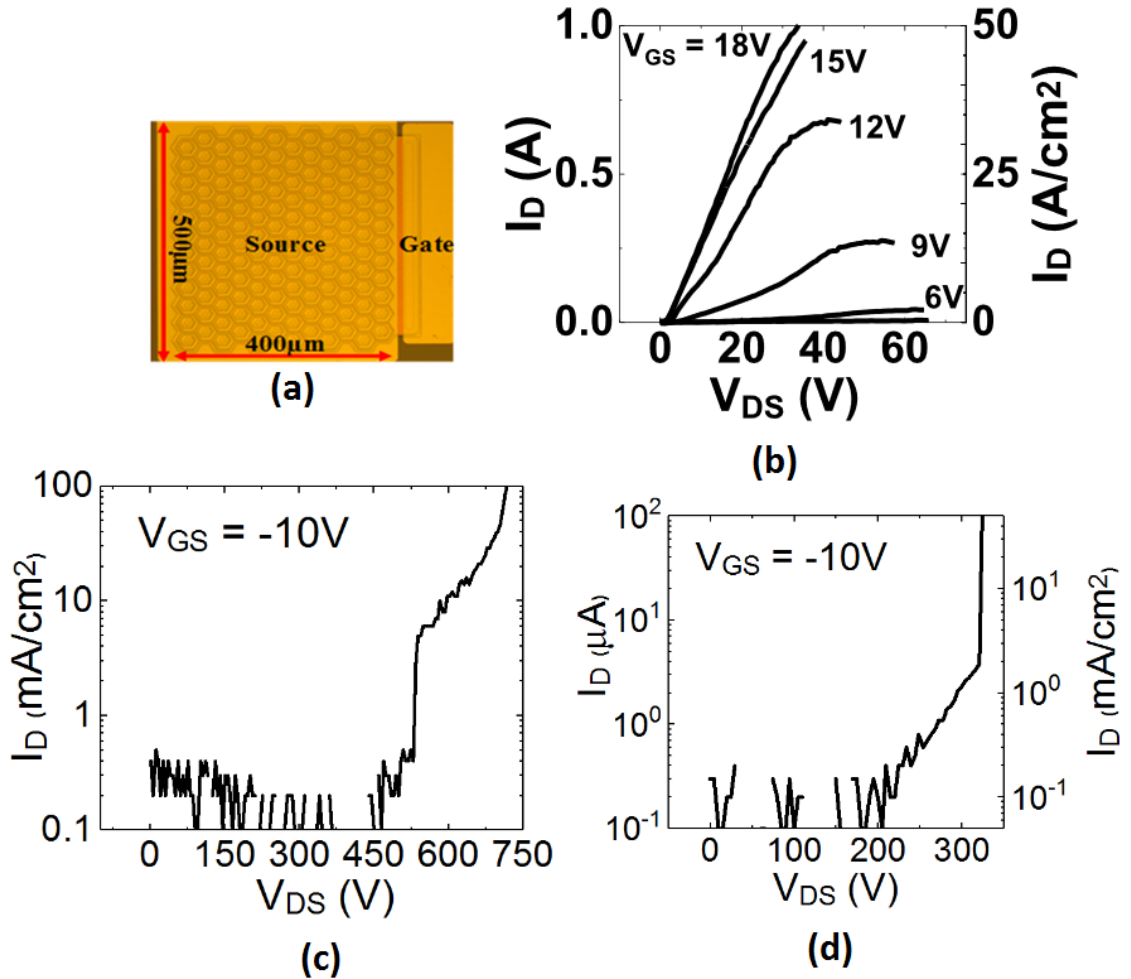 500μm
Source
Gate
400μm
(a)
1.0
0.5
0.0
I_D (A)
V_GS = 18V
15V
12V
9V
6V
50
25
0
I_D (A/cm²)
0 20 40 60
V_DS (V)
(b)
100
10
1
0.1
I_D (mA/cm²)
V_GS = -10V
0 150 300 450 600 750
V_DS (V)
(c)
10²
10¹
10⁰
10⁻¹
I_D (μA)
V_GS = -10V
10¹
10⁰
10⁻¹
I_D (mA/cm²)
0 100 200 300
V_DS (V)
(d)